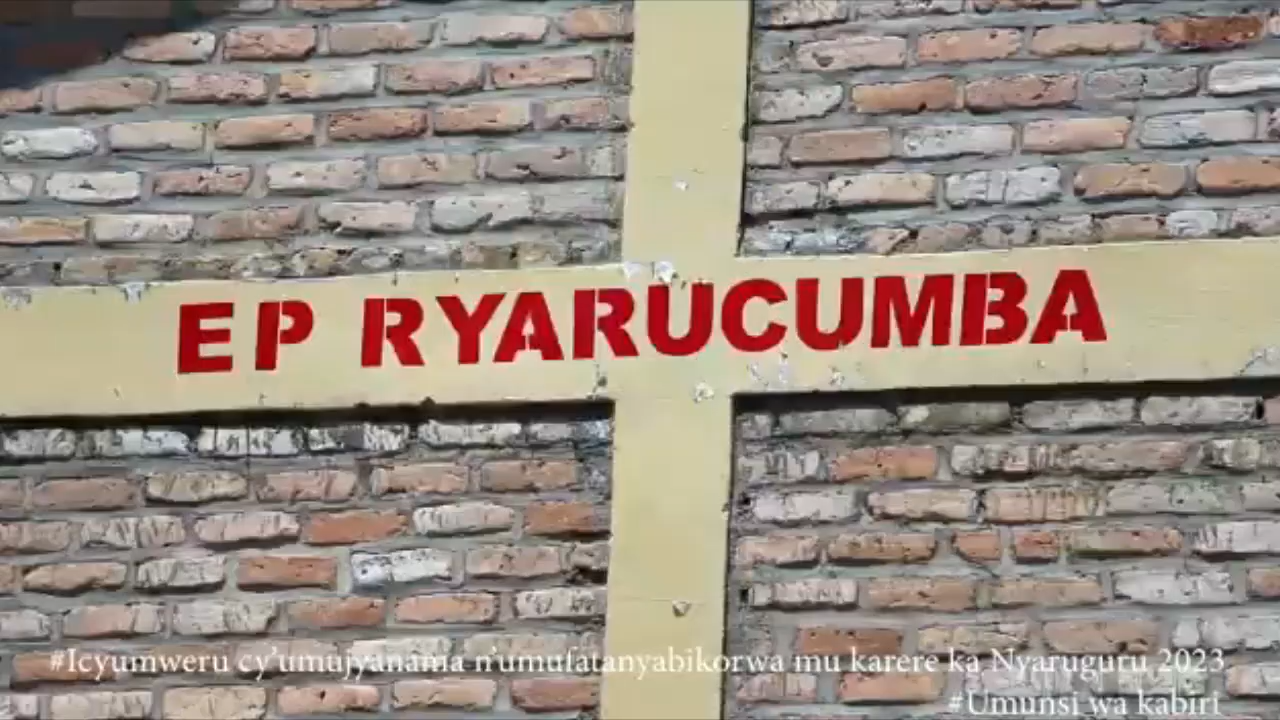 EP RYARUCUMBA
#Icyumweru cy'umujyanama n'umufatanyabikorwa mu karere ka Nyaruguru 2023
#Umunsi wa kabiri